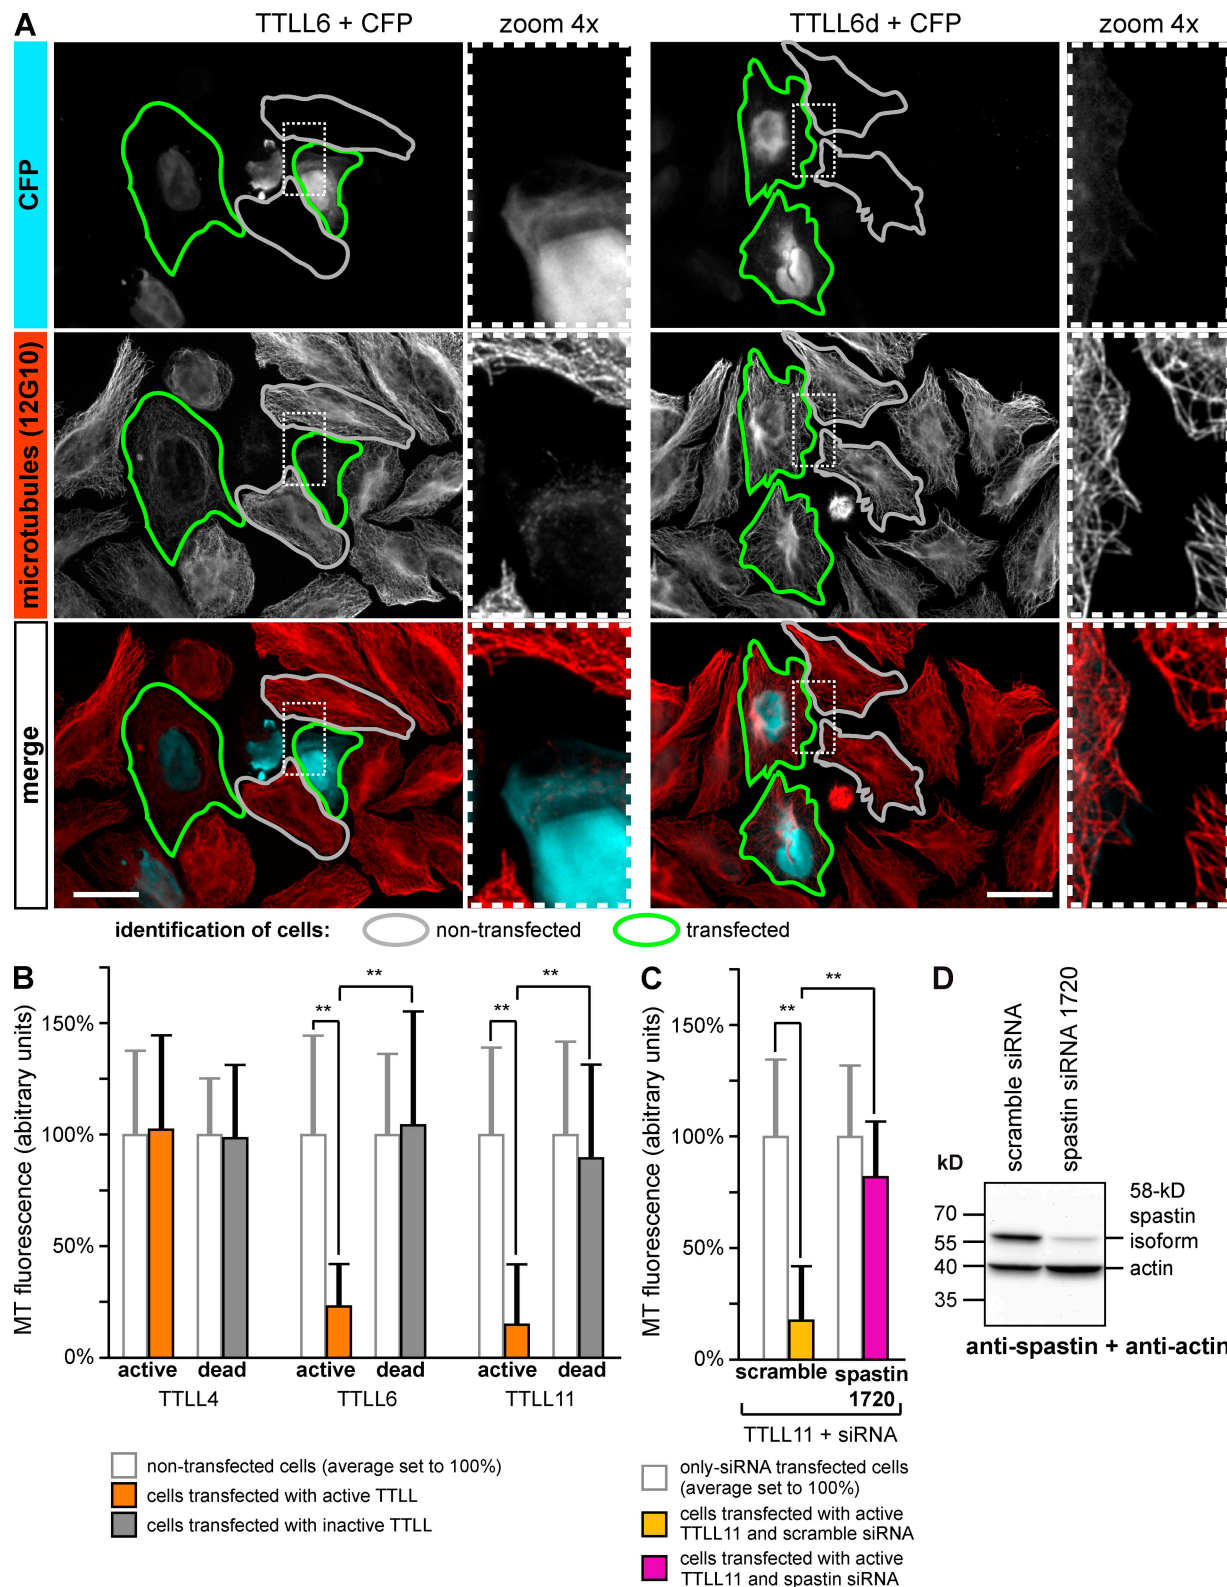 A
TTLL6 + CFP
zoom 4x
TTLL6d + CFP
zoom 4x
CFP
microtubules (12G10)
merge
identification of cells:
non-transfected
transfected
B
MT fluorescence (abitrary units)
150%
100%
50%
0%
**
**
**
**
active
dead
active
dead
active
dead
TTLL4
TTLL6
TTLL11
non-transfected cells (average set to 100%)
cells transfected with active TTLL
cells transfected with inactive TTLL
C
MT fluorescence (abitrary units)
150%
100%
50%
0%
**
**
scramble
spastin
1720
TTLL11 + siRNA
only-siRNA transfected cells
(average set to 100%)
cells transfected with active
TTLL11 and scramble siRNA
cells transfected with active
TTLL11 and spastin siRNA
D
scramble siRNA
spastin siRNA 1720
kD
70
55
40
35
58-kD
spastin
isoform
actin
anti-spastin + anti-actin